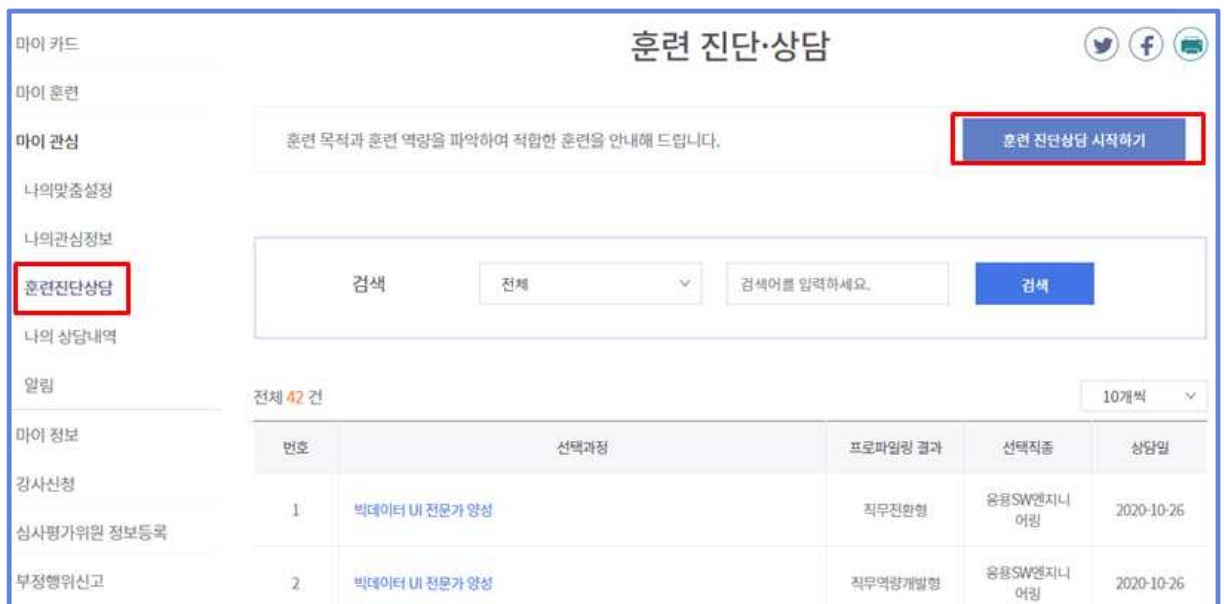 마이 카드
마이 훈련
마이 관심
나의맞춤설정
나의관심정보
훈련진단상담
나의 상담내역
알림
마이 정보
강사신청
심사평가위원 정보등록
부정행위신고
훈련 진단·상담
훈련 목적과 훈련 역량을 파악하여 적합한 훈련을 안내해 드립니다.
훈련 진단상담 시작하기
검색
전체
검색어를 입력하세요.
검색
전체 42 건
10개씩
번호 선택과정 프로파일링 결과 선택직종 상담일
1 빅데이터 UI 전문가 양성 직무전환형 응용SW엔지니
어링 2020-10-26
2 빅데이터 UI 전문가 양성 직무역량개발형 응용SW엔지니
어링 2020-10-26